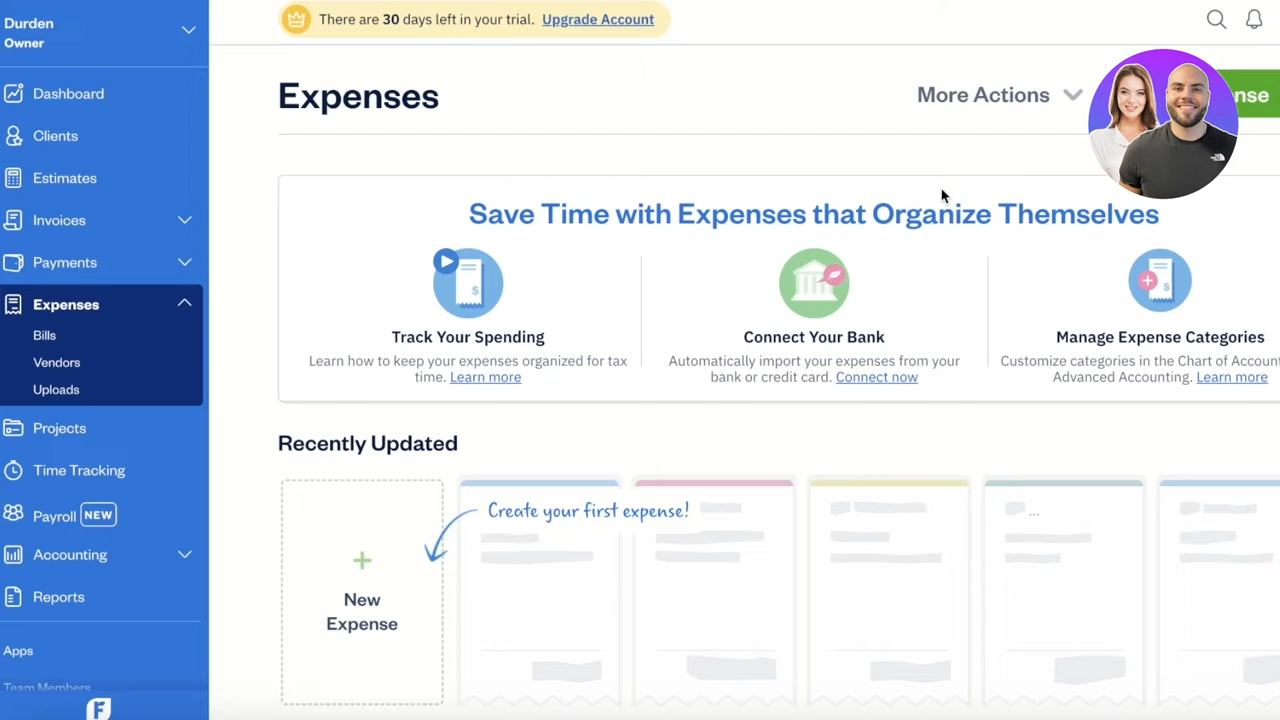 Durden
Owner
There are 30 days left in your trial. Upgrade Account
Dashboard
Clients
Estimates
Invoices
Payments
Expenses
Bills
Vendors
Uploads
Projects
Time Tracking
Payroll NEW
Accounting
Reports
Apps
Team Members
Expenses
More Actions
nse
Save Time with Expenses that Organize Themselves
Track Your Spending
Learn how to keep your expenses organized for tax
time. Learn more
Connect Your Bank
Automatically import your expenses from your
bank or credit card. Connect now
Manage Expense Categories
Customize categories in the Chart of Accoun
Advanced Accounting. Learn more
Recently Updated
Create your first expense!
+
New
Expense
...
F